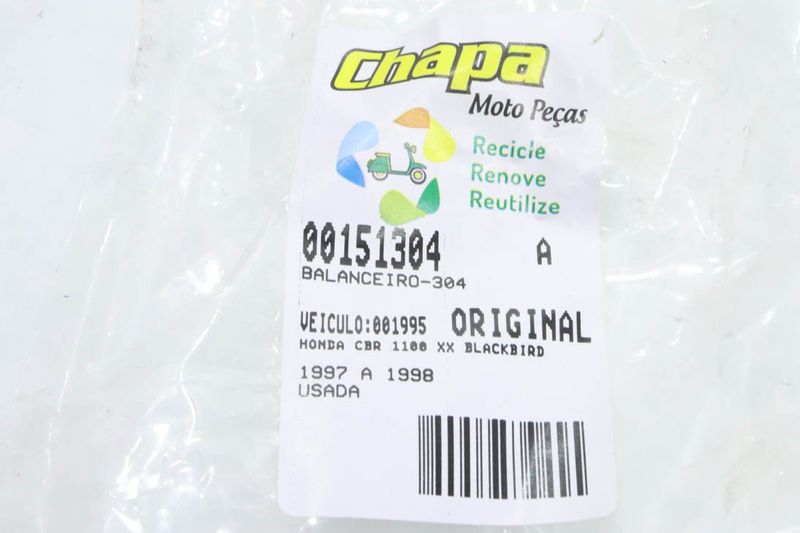 Chapa
Moto Peças
Recicle
Renove
Reutilize
00151304 A
BALANCEIRO-304
VEICULO:001995 ORIGINAL
HONDA CBR 1100 XX BLACKBIRD
1997 A 1998
USADA